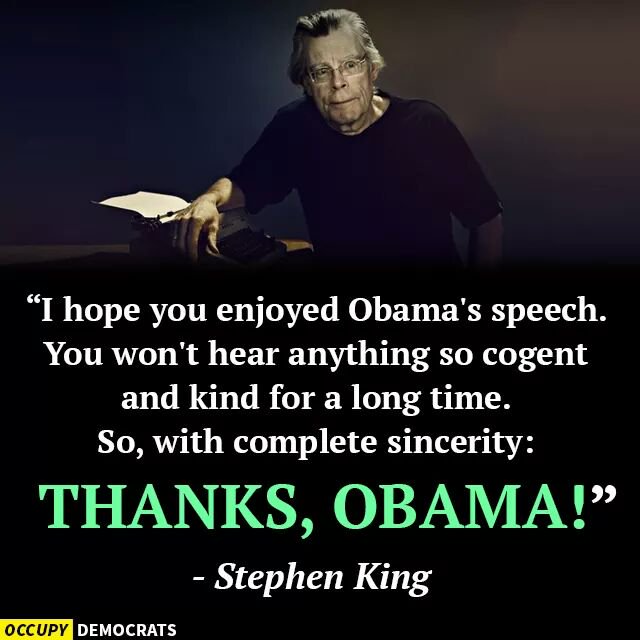 “I hope you enjoyed Obama's speech.
You won't hear anything so cogent
and kind for a long time.
So, with complete sincerity:
THANKS, OBAMA!”
- Stephen King
OCCUPY DEMOCRATS